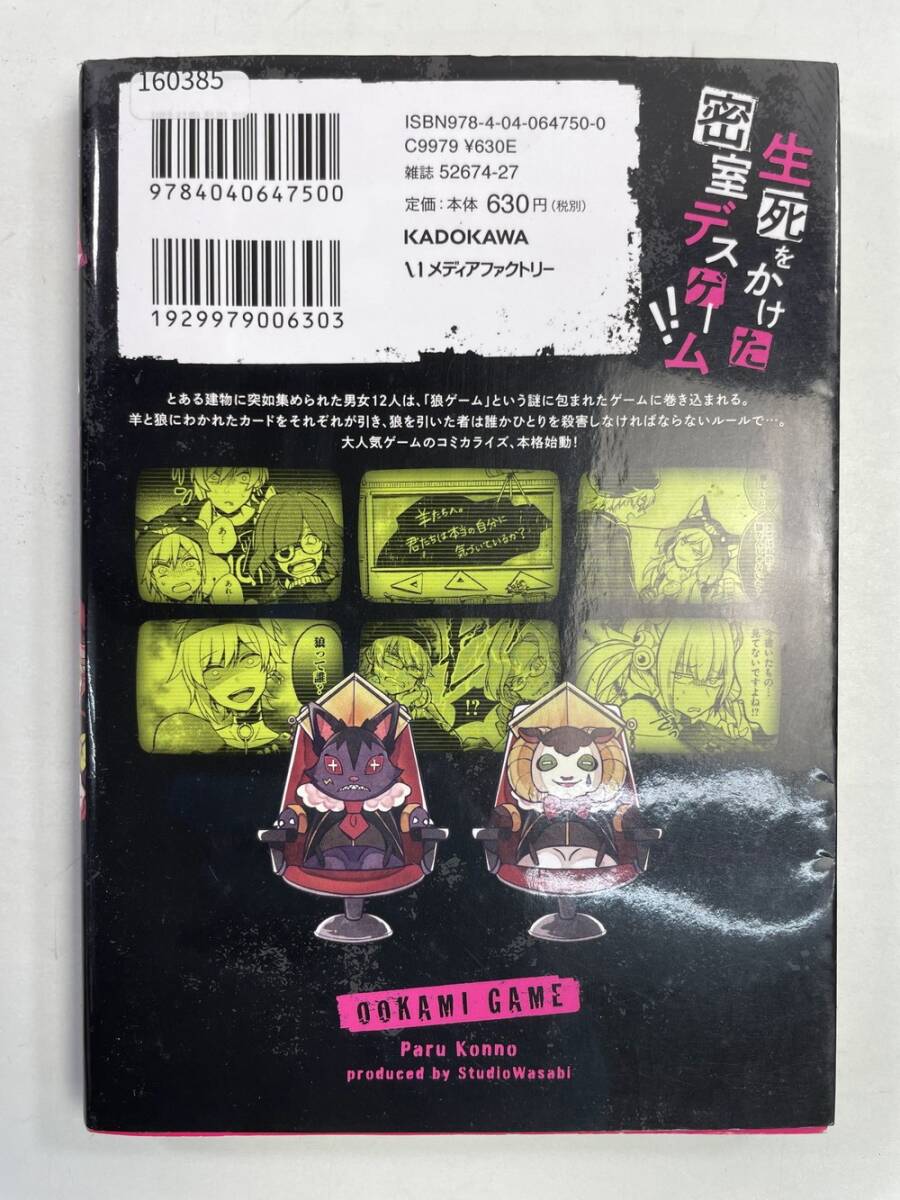 160385
ISBN978-4-04-064750-0
C9979 ¥630E
雑誌 52674-27
定価:本体 630円(税別)
KADOKAWA
メディアファクトリー
9784040647500
1929979006303
生死をかけた
密室デスゲーム!!
とある建物に突如集められた男女12人は、「狼ゲーム」という謎に包まれたゲームに巻き込まれる。
羊と狼にわかれたカードをそれぞれが引き、狼を引いた者は誰かひとりを殺害しなければならないルールで…。
大人気ゲームのコミカライズ、本格始動!
羊たちへ。
君たちは本当の自分に
気づいているか?
狼って誰…
!?
見てないですよね!?
OOKAMI GAME
Paru Konno
produced by StudioWasabi